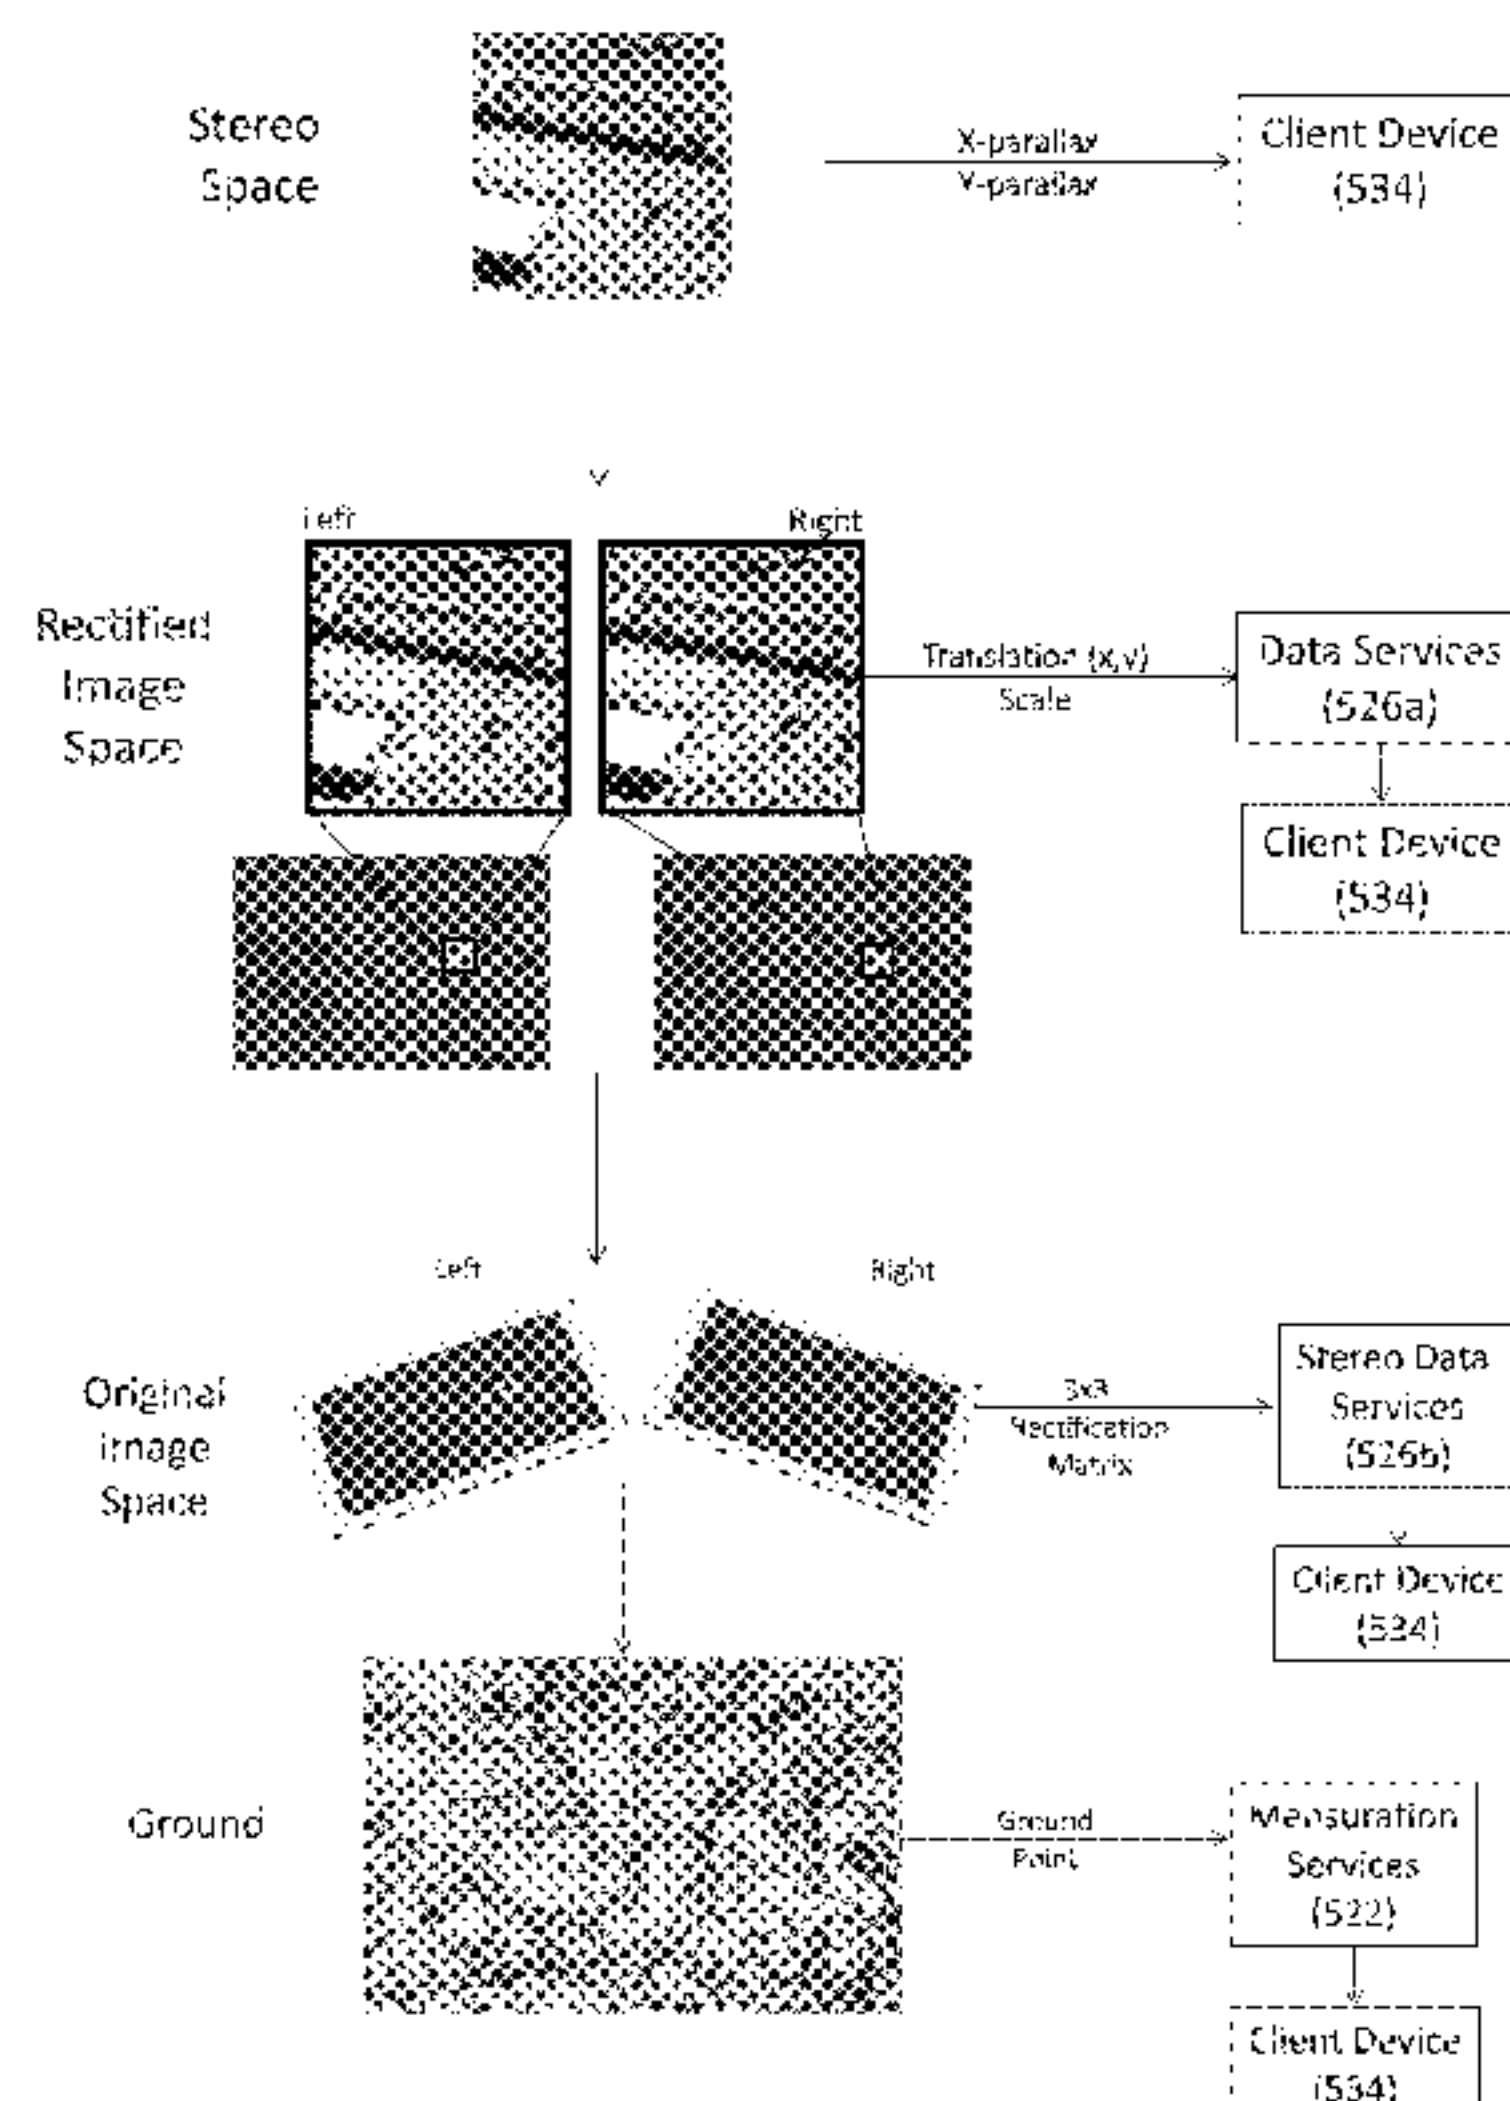 Stereo
Space
X-parallax
Y-parallax
Client Device
(534)
Left
Right
Rectified
Image
Space
Translation (x,y)
Scale
Data Services
(526a)
Client Device
(534)
Left
Right
Original
Image
Space
3x3
Rectification
Matrix
Stereo Data
Services
(526b)
Client Device
(534)
Ground
Ground
Point
Mensuration
Services
(522)
Client Device
(534)